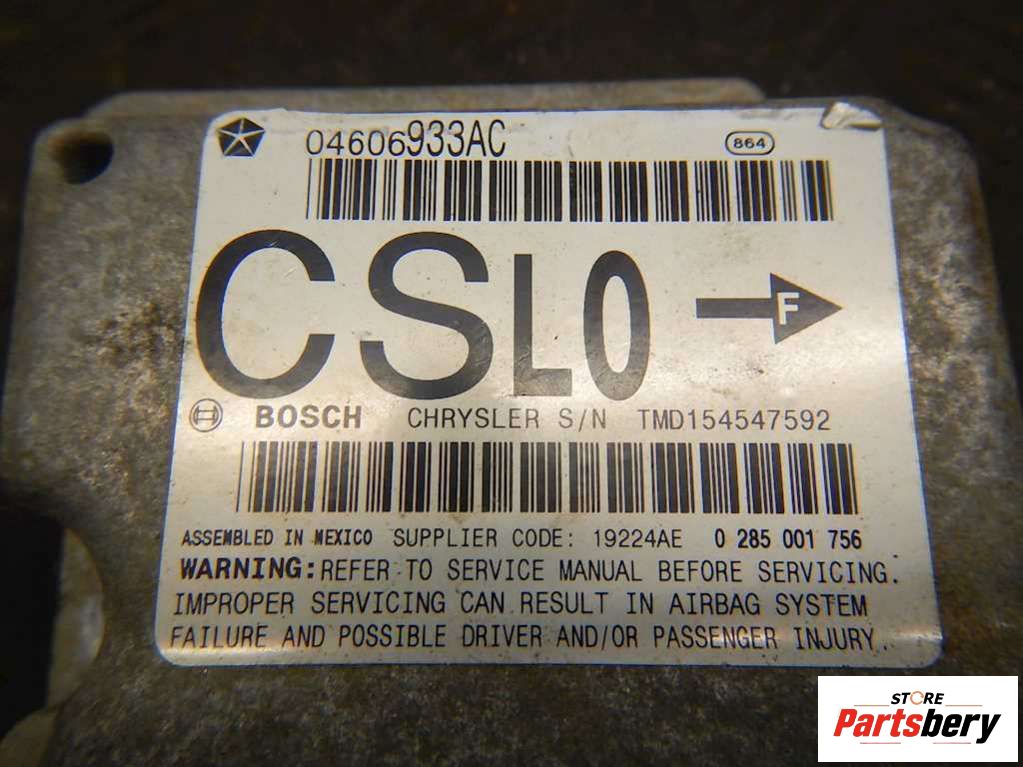 04606933AC 864
CSLO F
BOSCH CHRYSLER S/N TMD154547592
ASSEMBLED IN MEXICO SUPPLIER CODE: 19224AE 0 285 001 756
WARNING:REFER TO SERVICE MANUAL BEFORE SERVICING.
IMPROPER SERVICING CAN RESULT IN AIRBAG SYSTEM
FAILURE AND POSSIBLE DRIVER AND/OR PASSENGER INJURY.
STORE
Partsbery